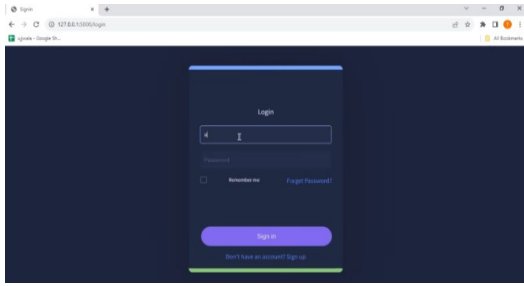 Signin
127.0.0.1:5000/login
All Bookmarks
Login
Password
Remember me
Forget Password?
Sign in
Don't have an account? Sign up